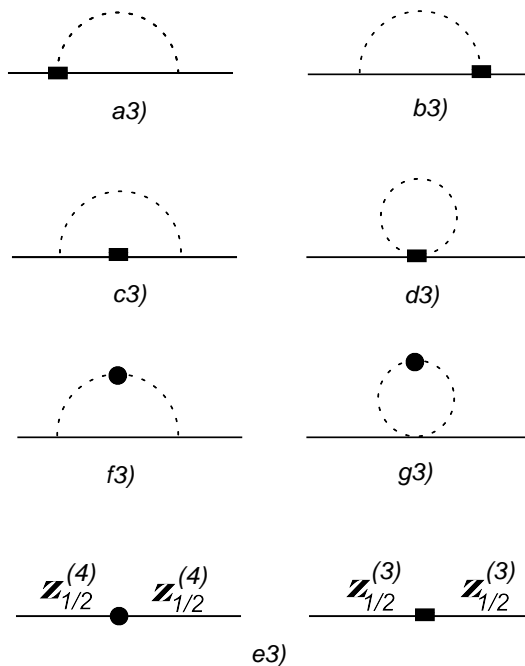 a3)
b3)
c3)
d3)
f3)
g3)
Z^{(4)}_{1/2} Z^{(4)}_{1/2} Z^{(3)}_{1/2} Z^{(3)}_{1/2}
e3)